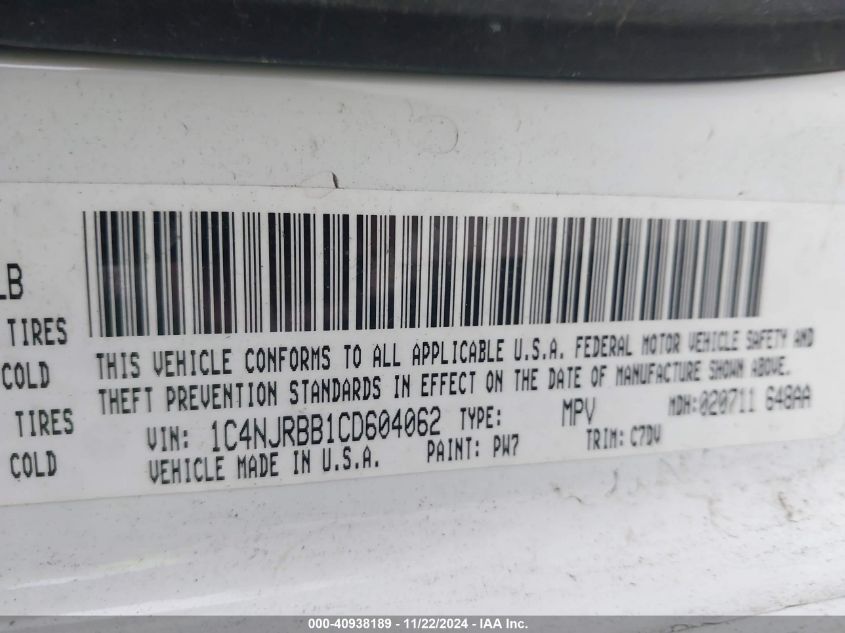 LB
TIRES
COLD
TIRES
COLD
THIS VEHICLE CONFORMS TO ALL APPLICABLE U.S.A. FEDERAL MOTOR VEHICLE SAFETY AND
THEFT PREVENTION STANDARDS IN EFFECT ON THE DATE OF MANUFACTURE SHOWN ABOVE.
VIN: 1C4NJRBB1CD604062 TYPE: MPV MDH:020711 648AA
VEHICLE MADE IN U.S.A. PAINT: PW7 TRIM: C7DV
000-40938189 - 11/22/2024 - IAA Inc.